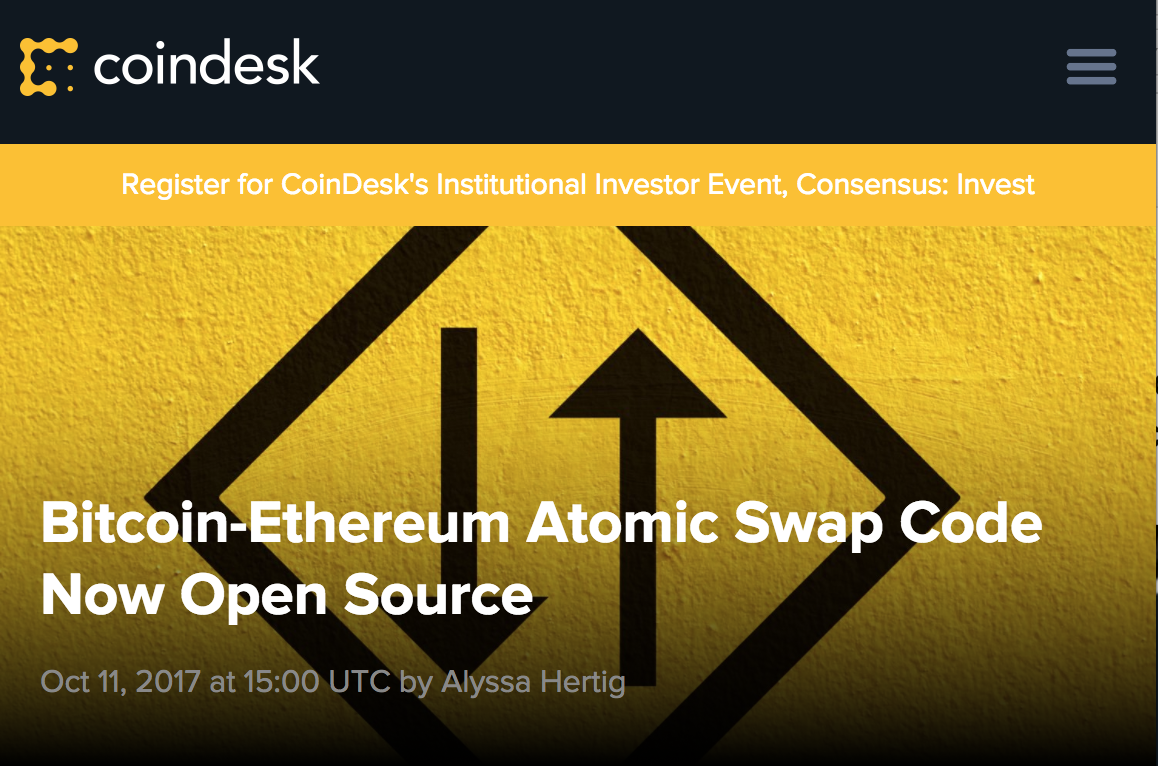 coindesk
Register for CoinDesk's Institutional Investor Event, Consensus: Invest
Bitcoin-Ethereum Atomic Swap Code
Now Open Source
Oct 11, 2017 at 15:00 UTC by Alyssa Hertig